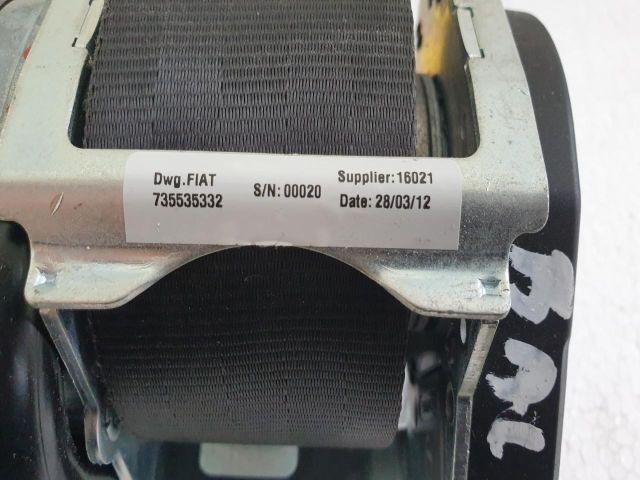 Dwg.FIAT
735535332
S/N: 00020
Supplier:16021
Date: 28/03/12